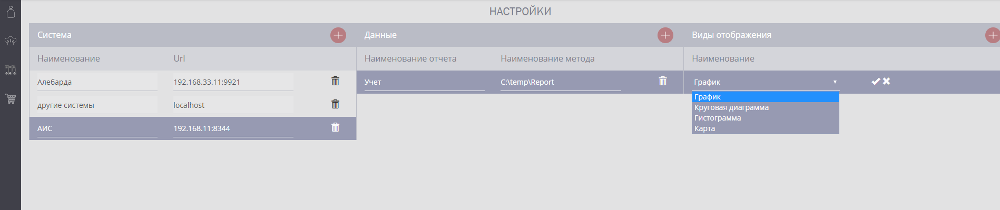 НАСТРОЙКИ
Система
Данные
Виды отображения
Наименование Url
Наименование отчета Наименование метода
Наименование
Алебарда 192.168.33.11:9921
другие системы localhost
АИС 192.168.11:8344
Учет C:\temp\Report
График
График
Круговая диаграмма
Гистограмма
Карта